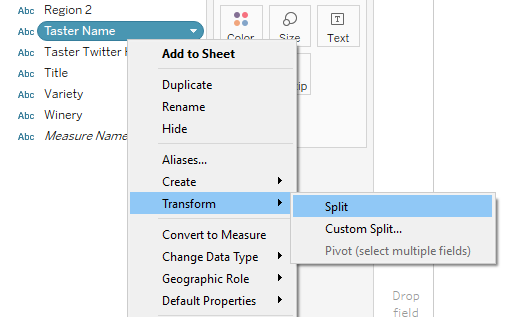 Abc Region 2
Abc Taster Name
Abc Taster Twitter H
Abc Title
Abc Variety
Abc Winery
Abc Measure Name
Color Size Text
tip
Add to Sheet
Duplicate
Rename
Hide
Aliases...
Create
Transform
Convert to Measure
Change Data Type
Geographic Role
Default Properties
Split
Custom Split...
Pivot (select multiple fields)
Drop
field